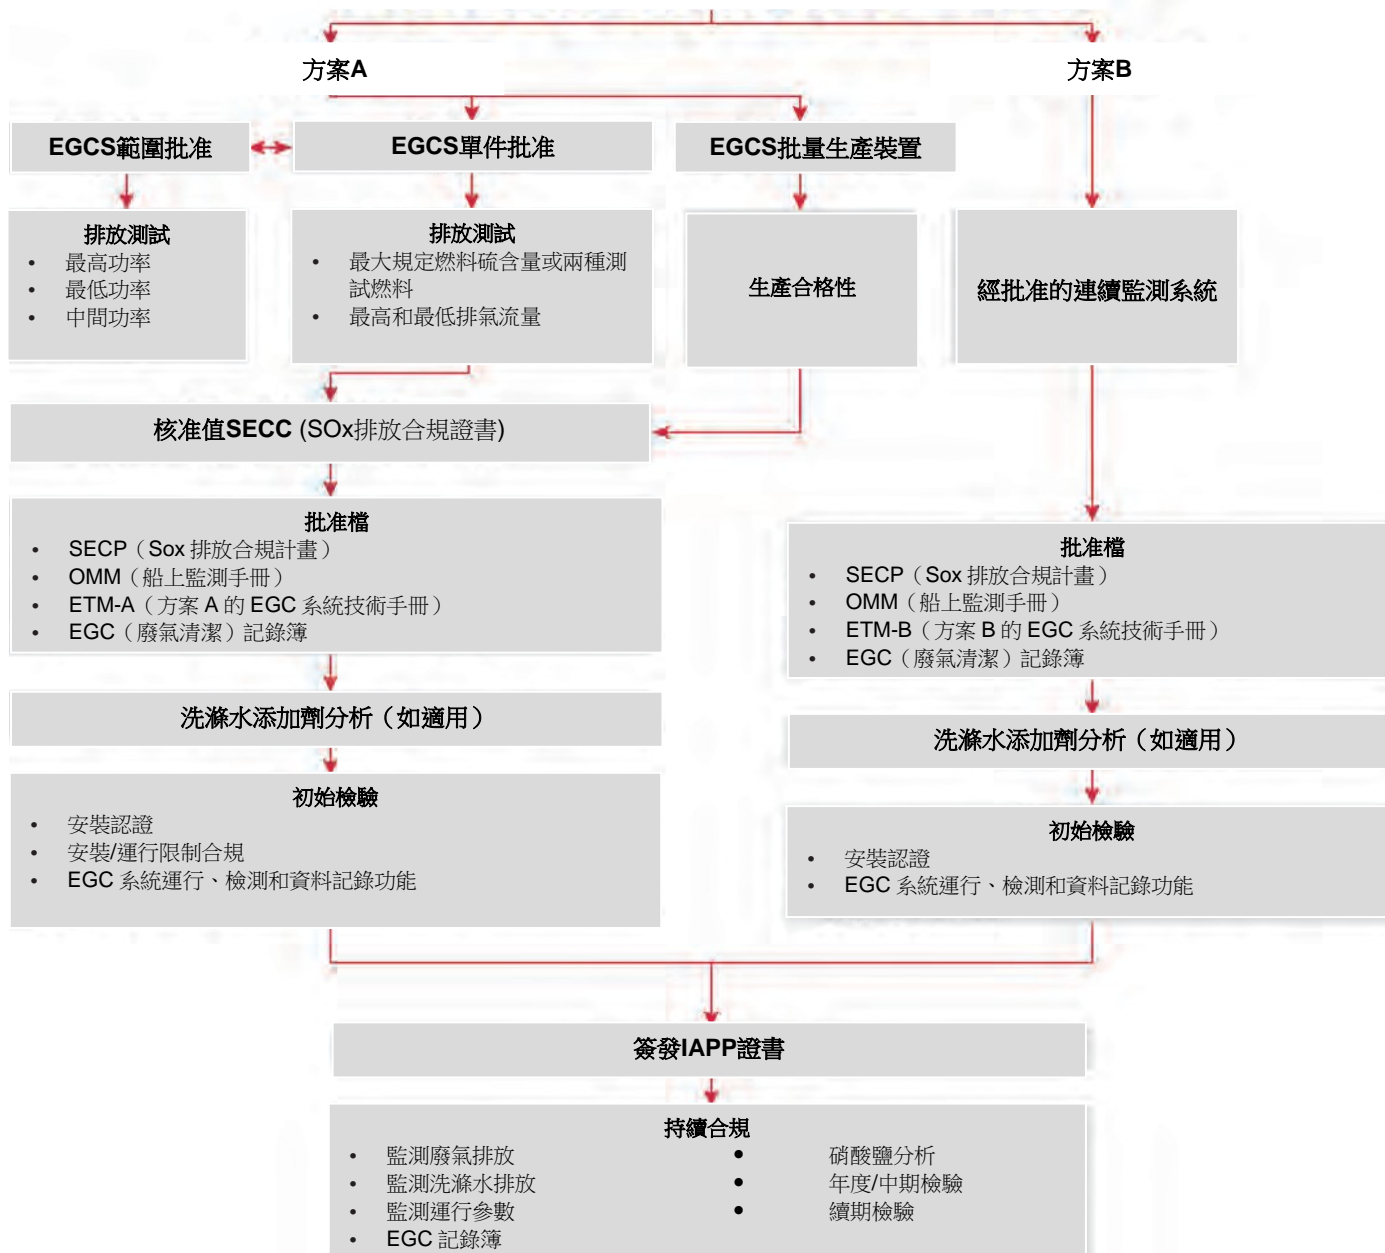 方案A
方案B
EGCS範圍批准
EGCS單件批准
EGCS批量生產裝置
排放測試
• 最高功率
• 最低功率
• 中間功率
排放測試
• 最大規定燃料硫含量或兩種測
試燃料
• 最高和最低排氣流量
生產合格性
經批准的連續監測系統
核准值SECC (SOx排放合規證書)
批准檔
• SECP（Sox 排放合規計畫）
• OMM（船上監測手冊）
• ETM-A（方案 A 的 EGC 系統技術手冊）
• EGC（廢氣清潔）記錄簿
批准檔
• SECP（Sox 排放合規計畫）
• OMM（船上監測手冊）
• ETM-B（方案 B 的 EGC 系統技術手冊）
• EGC（廢氣清潔）記錄簿
洗滌水添加劑分析（如適用）
洗滌水添加劑分析（如適用）
初始檢驗
• 安裝認證
• 安裝/運行限制合規
• EGC 系統運行、檢測和資料記錄功能
初始檢驗
• 安裝認證
• EGC 系統運行、檢測和資料記錄功能
簽發IAPP證書
持續合規
• 監測廢氣排放
• 監測洗滌水排放
• 監測運行參數
• EGC 記錄簿
• 硝酸鹽分析
• 年度/中期檢驗
• 續期檢驗